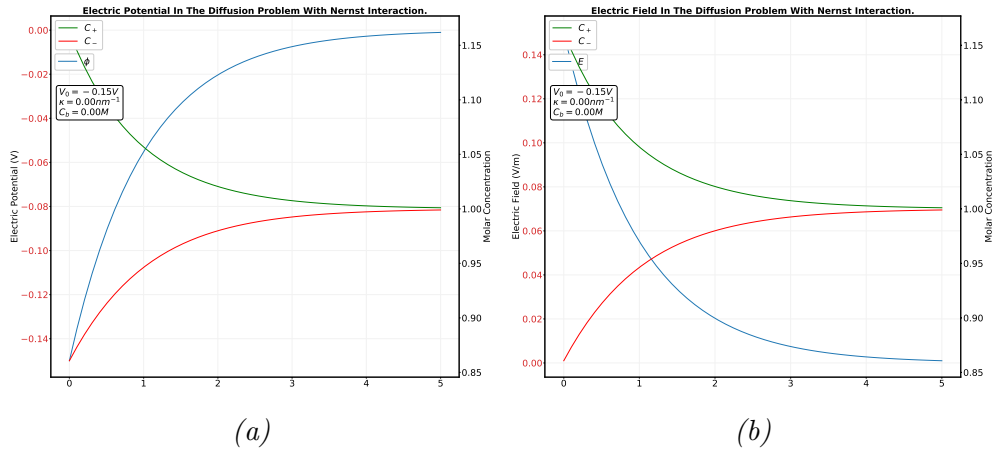 Electric Potential In The Diffusion Problem With Nernst Interaction.
C₊
C₋
ϕ
V₀ = −0.15V
κ = 0.00nm⁻¹
C_b = 0.00M
Electric Potential (V)
0.00
−0.02
−0.04
−0.06
−0.08
−0.10
−0.12
−0.14
0 1 2 3 4 5
1.15
1.10
1.05
1.00
0.95
0.90
0.85
Molar Concentration
(a)
Electric Field In The Diffusion Problem With Nernst Interaction.
C₊
C₋
E
V₀ = −0.15V
κ = 0.00nm⁻¹
C_b = 0.00M
Electric Field (V/m)
0.14
0.12
0.10
0.08
0.06
0.04
0.02
0.00
0 1 2 3 4 5
1.15
1.10
1.05
1.00
0.95
0.90
0.85
Molar Concentration
(b)